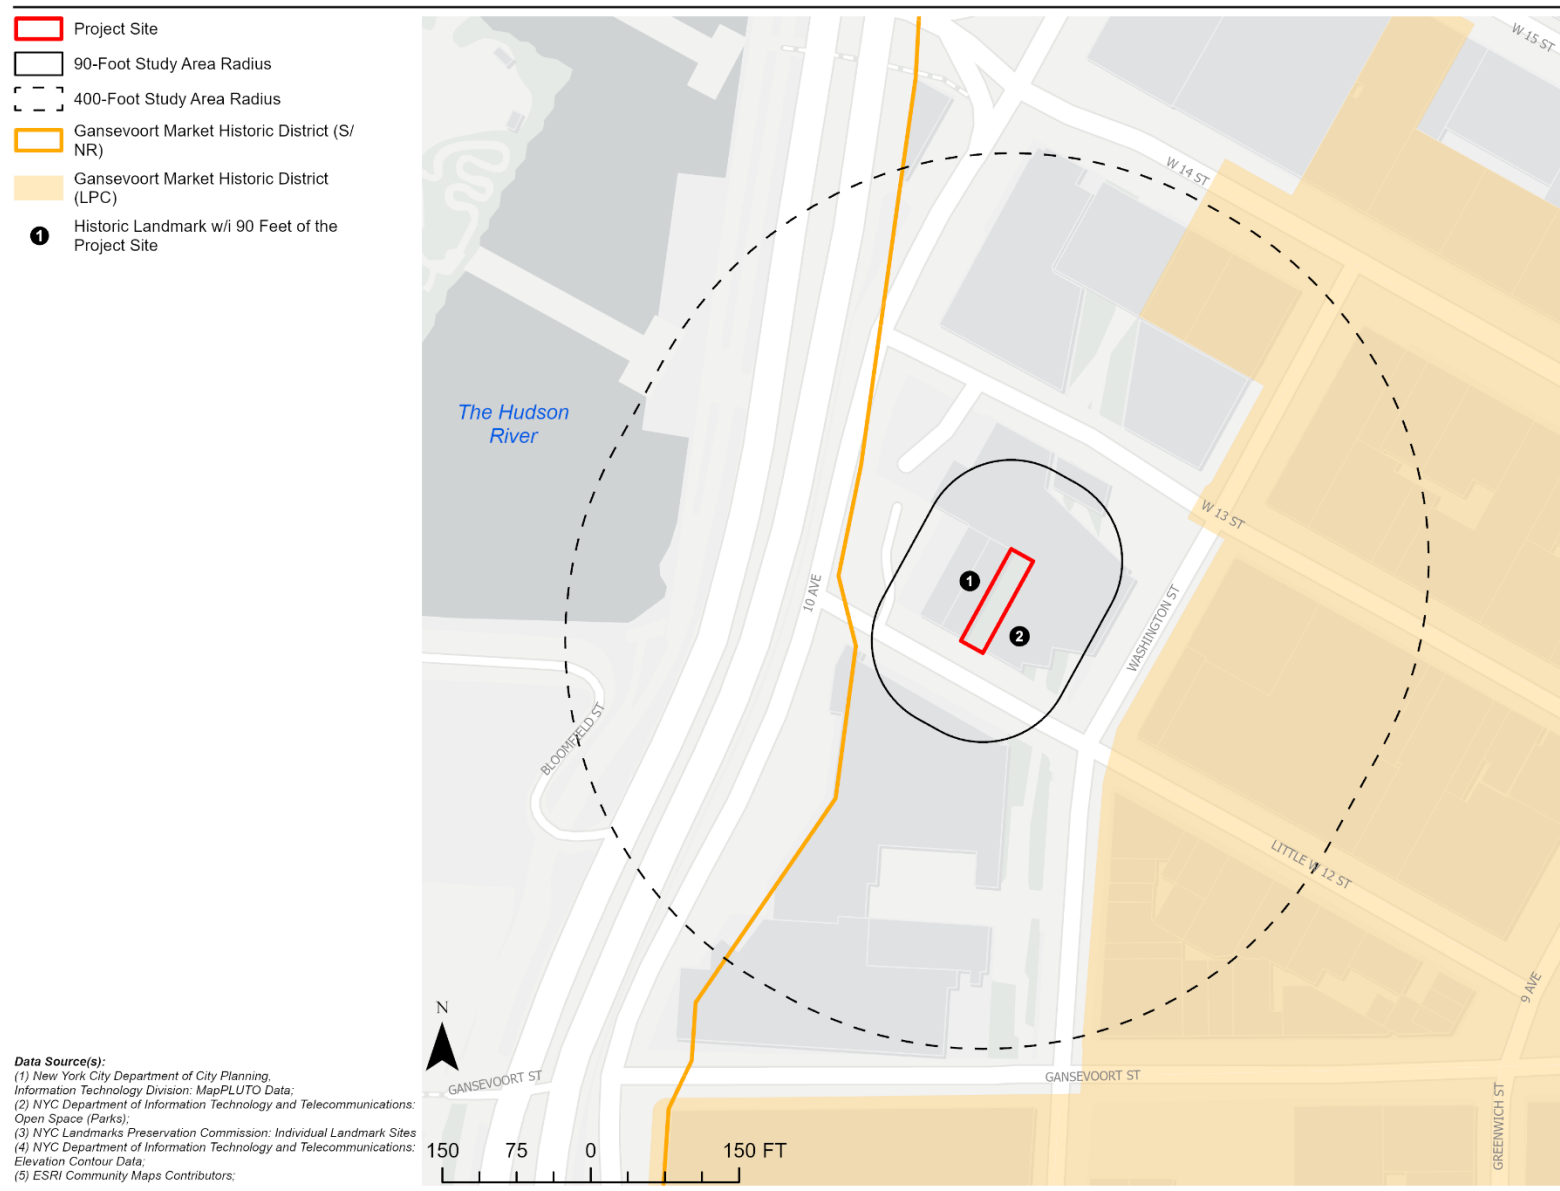 Project Site
90-Foot Study Area Radius
400-Foot Study Area Radius
Gansevoort Market Historic District (S/
NR)
Gansevoort Market Historic District
(LPC)
1
Historic Landmark w/i 90 Feet of the
Project Site
W 15 ST
W 14 ST
The Hudson
River
W 13 ST
1
2
10 AVE
WASHINGTON ST
BLOOMFIELD ST
LITTLE W 12 ST
9 AVE
N
GANSEVOORT ST
GANSEVOORT ST
GREENWICH ST
150 75 0 150 FT
Data Source(s):
(1) New York City Department of City Planning,
Information Technology Division: MapPLUTO Data;
(2) NYC Department of Information Technology and Telecommunications:
Open Space (Parks);
(3) NYC Landmarks Preservation Commission: Individual Landmark Sites
(4) NYC Department of Information Technology and Telecommunications:
Elevation Contour Data;
(5) ESRI Community Maps Contributors;